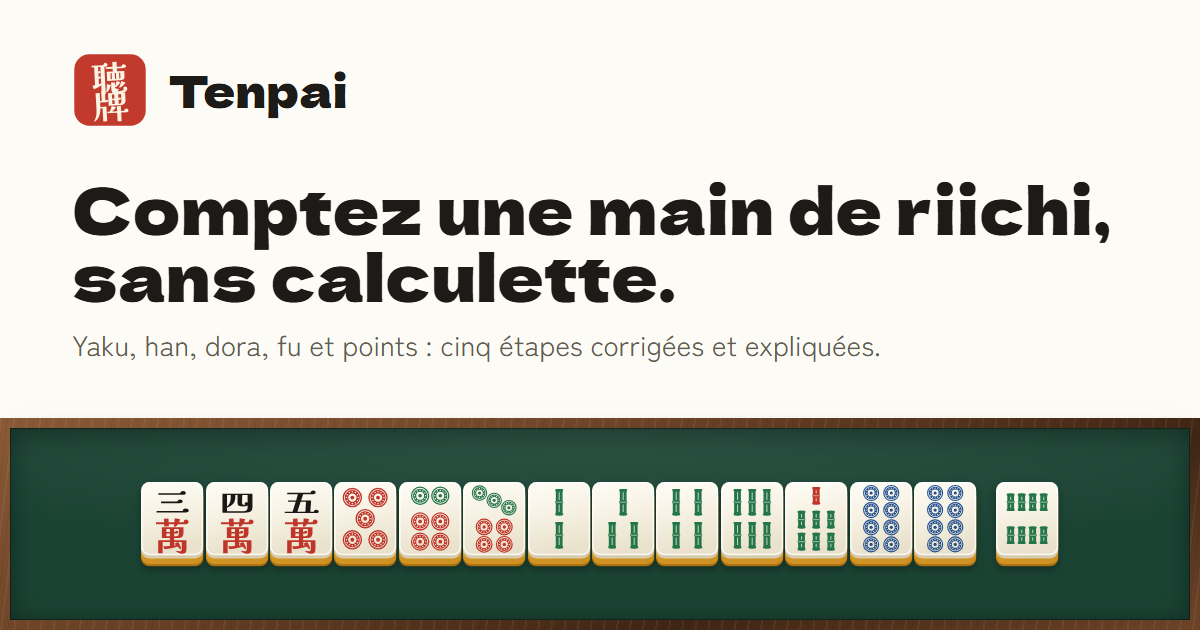 聴牌
Tenpai
Comptez une main de riichi,
sans calculette.
Yaku, han, dora, fu et points : cinq étapes corrigées et expliquées.
三萬 四萬 五萬